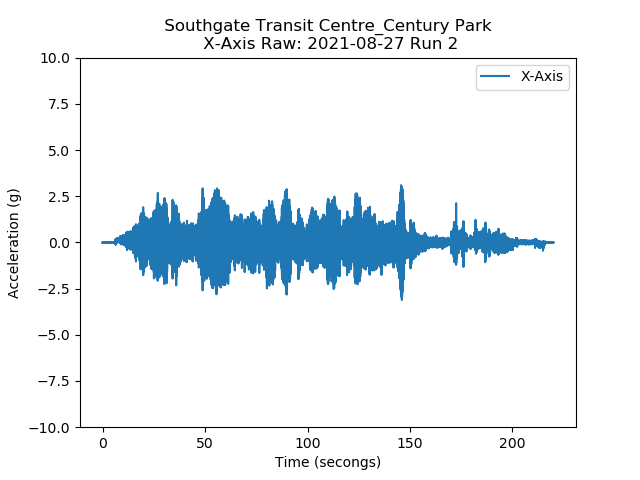 Southgate Transit Centre_Century Park
X-Axis Raw: 2021-08-27 Run 2
X-Axis
10.0
7.5
5.0
2.5
0.0
−2.5
−5.0
−7.5
−10.0
Acceleration (g)
0 50 100 150 200
Time (secongs)